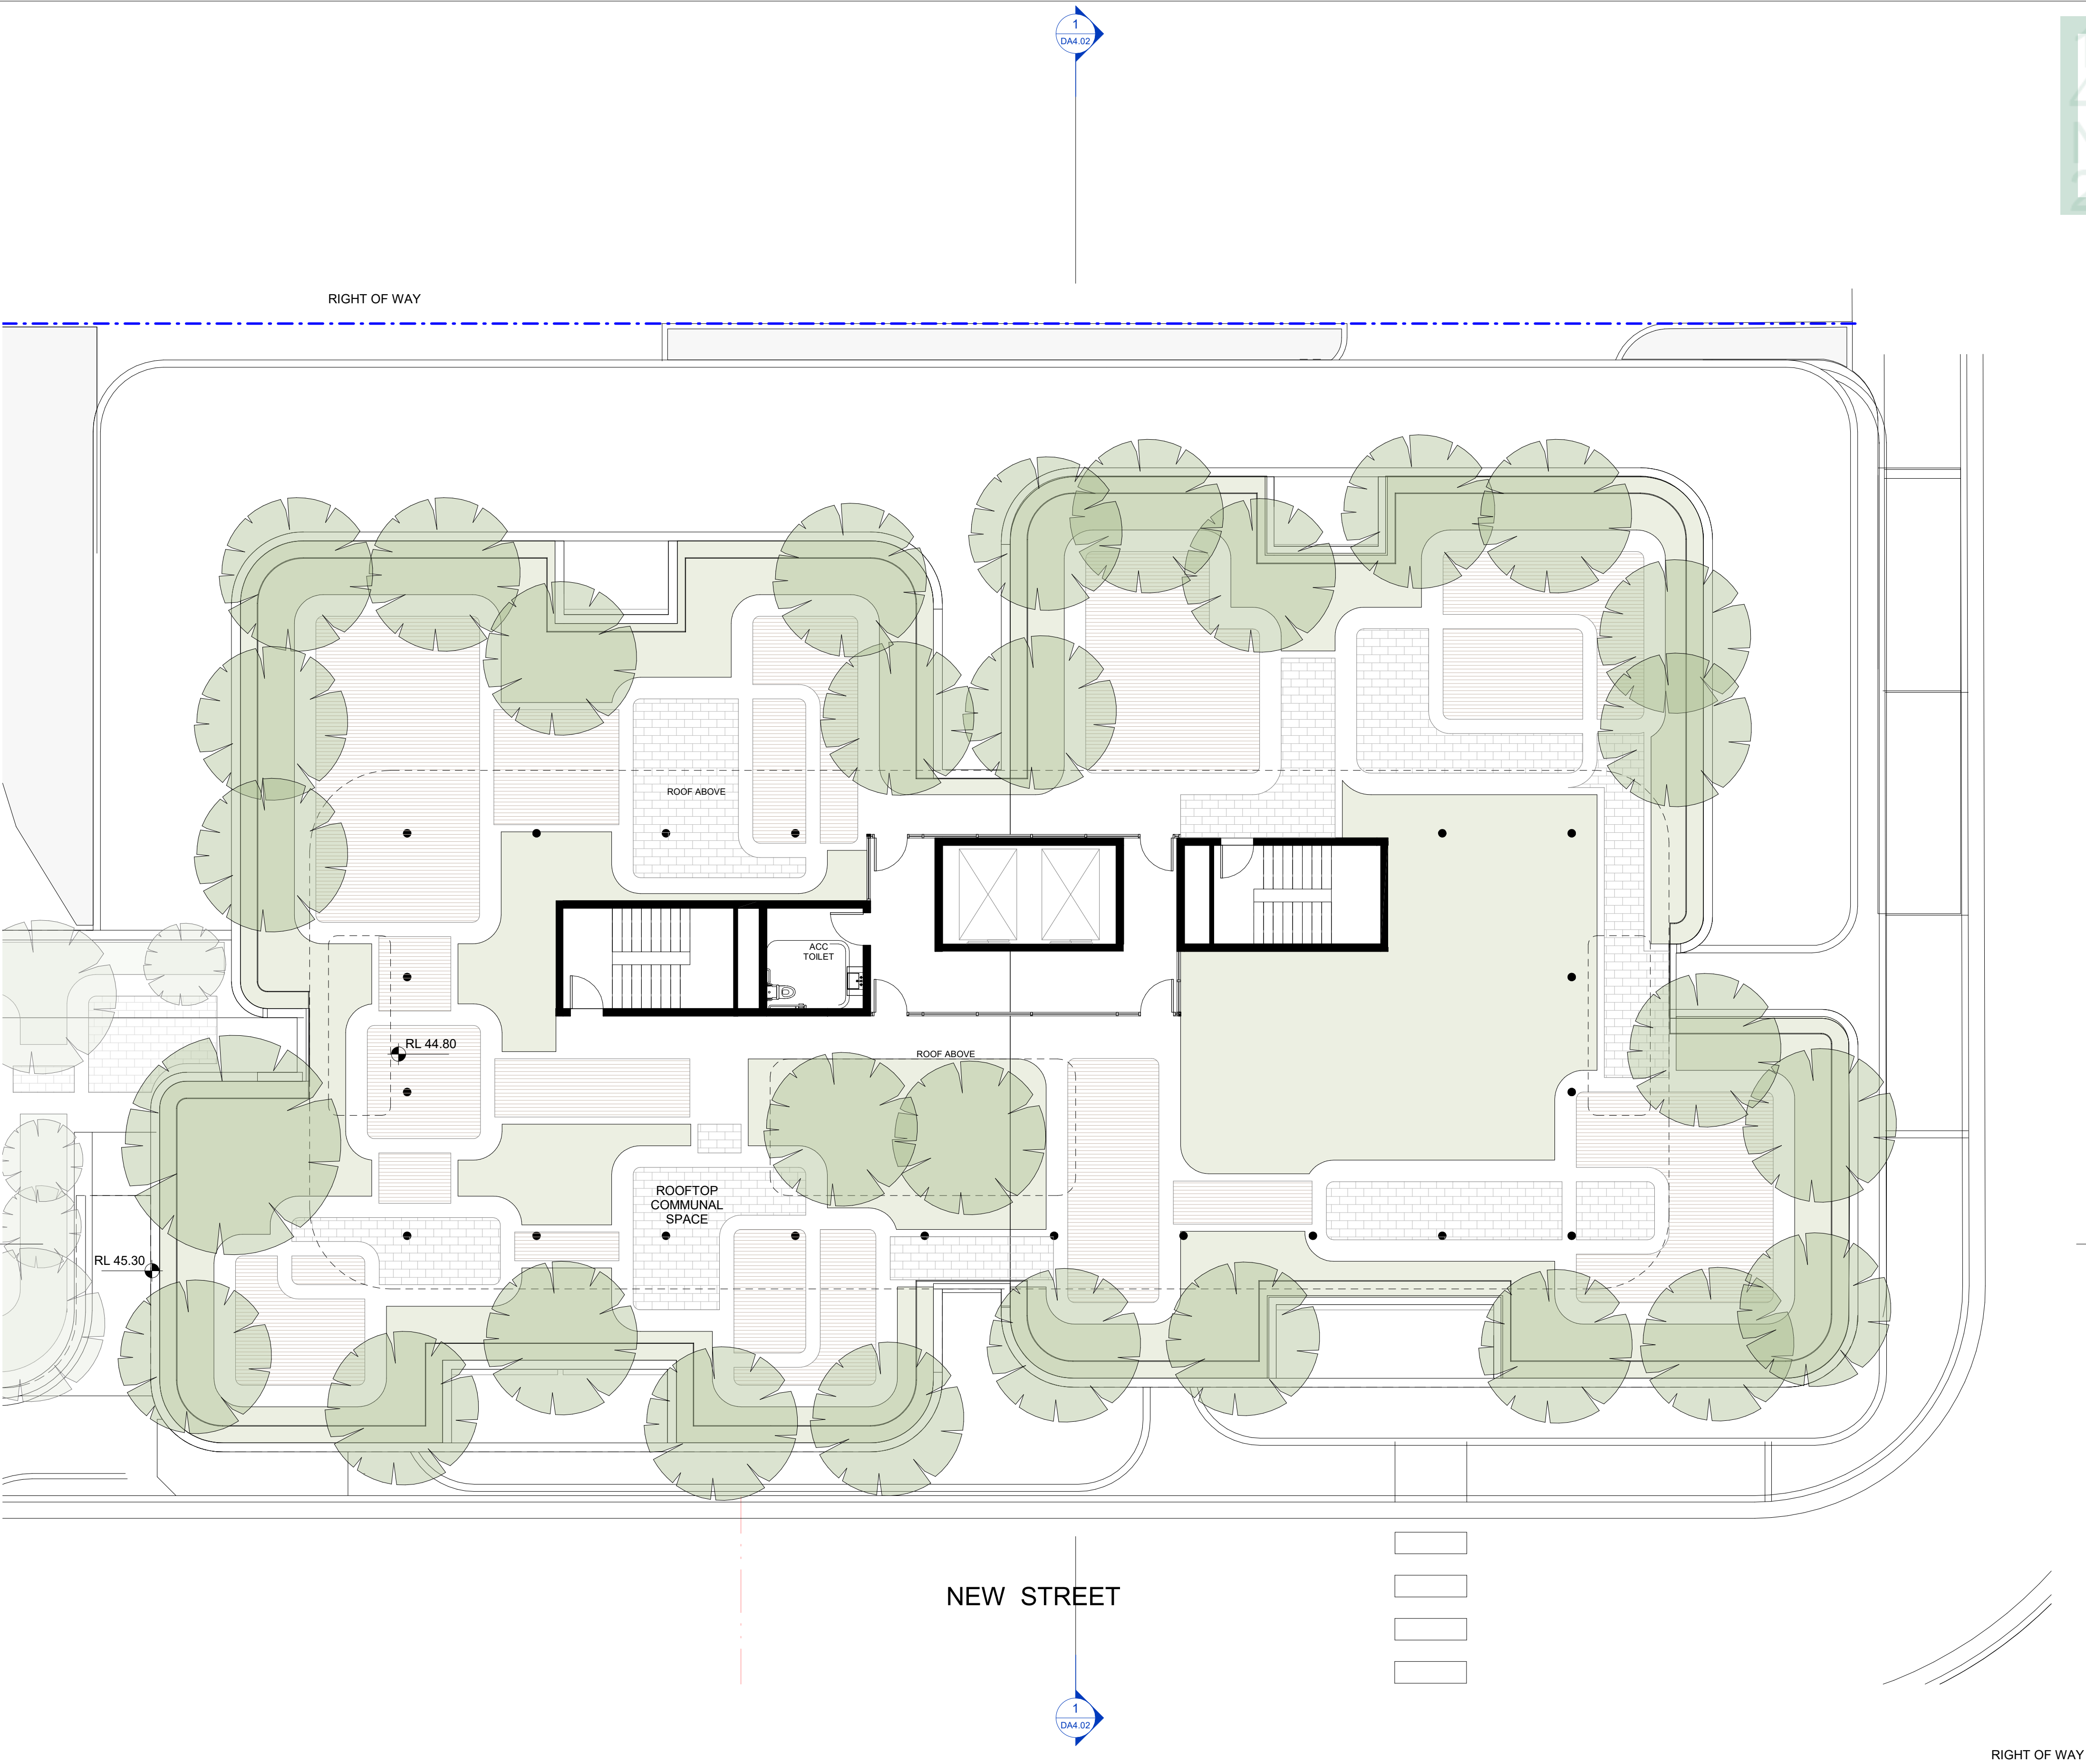 1
DA4.02
RIGHT OF WAY
ROOF ABOVE
ACC
TOILET
RL 44.80
ROOF ABOVE
ROOFTOP
COMMUNAL
SPACE
RL 45.30
NEW STREET
1
DA4.02
RIGHT OF WAY